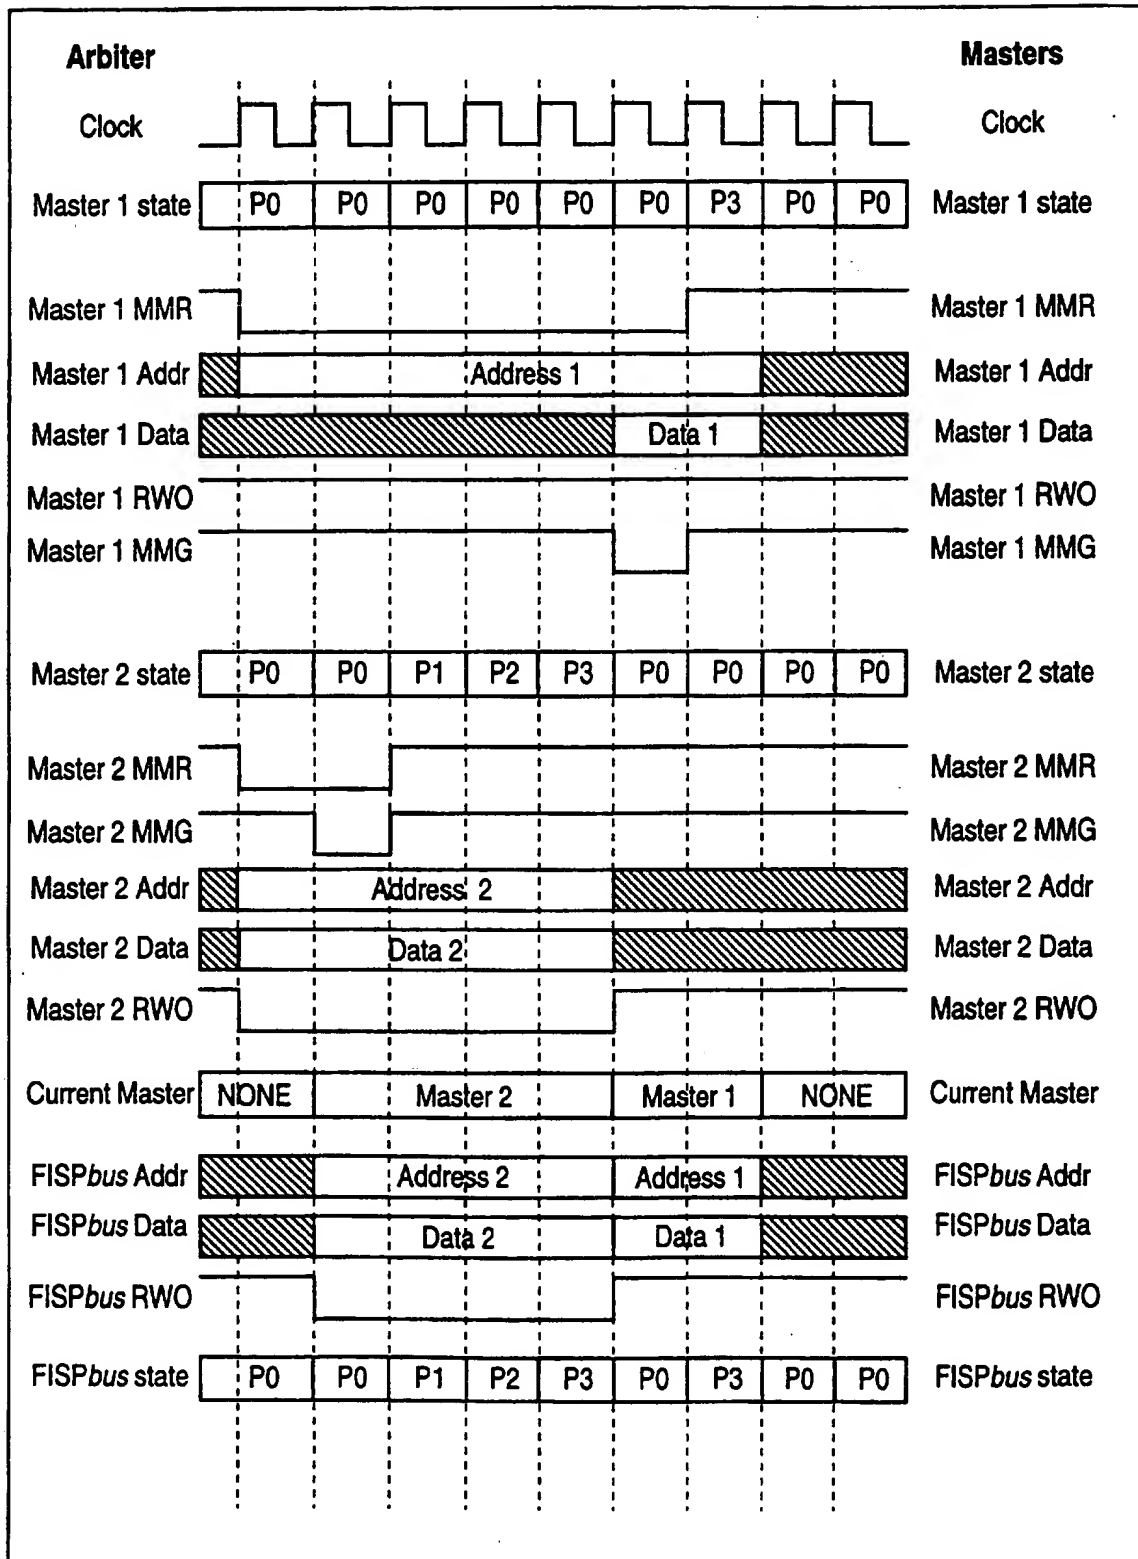 Arbiter Masters
Clock Clock
Master 1 state P0 P0 P0 P0 P0 P0 P3 P0 P0 Master 1 state
Master 1 MMR Master 1 MMR
Master 1 Addr Address 1 Master 1 Addr
Master 1 Data Data 1 Master 1 Data
Master 1 RWO Master 1 RWO
Master 1 MMG Master 1 MMG
Master 2 state P0 P0 P1 P2 P3 P0 P0 P0 P0 Master 2 state
Master 2 MMR Master 2 MMR
Master 2 MMG Master 2 MMG
Master 2 Addr Address 2 Master 2 Addr
Master 2 Data Data 2 Master 2 Data
Master 2 RWO Master 2 RWO
Current Master NONE Master 2 Master 1 NONE Current Master
FISPbus Addr Address 2 Address 1 FISPbus Addr
FISPbus Data Data 2 Data 1 FISPbus Data
FISPbus RWO FISPbus RWO
FISPbus state P0 P0 P1 P2 P3 P0 P3 P0 P0 FISPbus state